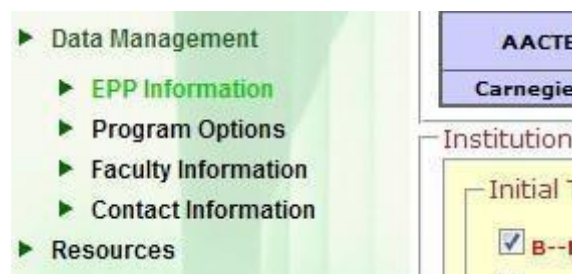 Data Management
EPP Information
Program Options
Faculty Information
Contact Information
Resources
AACTE
Carnegie
Institution
Initial
B--